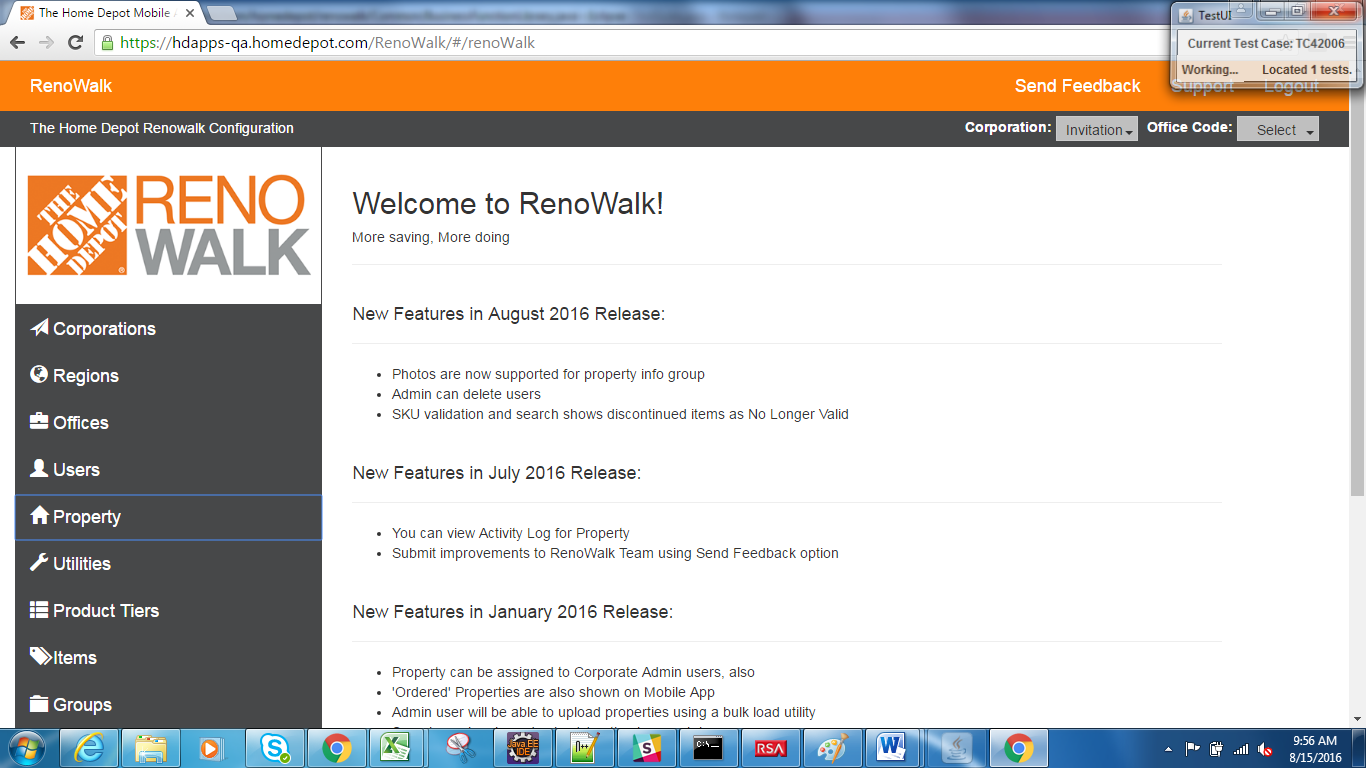 The Home Depot Mobile
TestUI
https://hdapps-qa.homedepot.com/RenoWalk/#/renoWalk
Current Test Case: TC42006
Working... Located 1 tests.
RenoWalk
Send Feedback
Support
Logout
The Home Depot Renowalk Configuration
Corporation: Invitation
Office Code: Select
THE HOME DEPOT
RENO
WALK
Welcome to RenoWalk!
More saving, More doing
New Features in August 2016 Release:
Photos are now supported for property info group
Admin can delete users
SKU validation and search shows discontinued items as No Longer Valid
New Features in July 2016 Release:
You can view Activity Log for Property
Submit improvements to RenoWalk Team using Send Feedback option
New Features in January 2016 Release:
Property can be assigned to Corporate Admin users, also
'Ordered' Properties are also shown on Mobile App
Admin user will be able to upload properties using a bulk load utility
Corporations
Regions
Offices
Users
Property
Utilities
Product Tiers
Items
Groups
Java EE
IDE
C:\
RSA
9:56 AM
8/15/2016